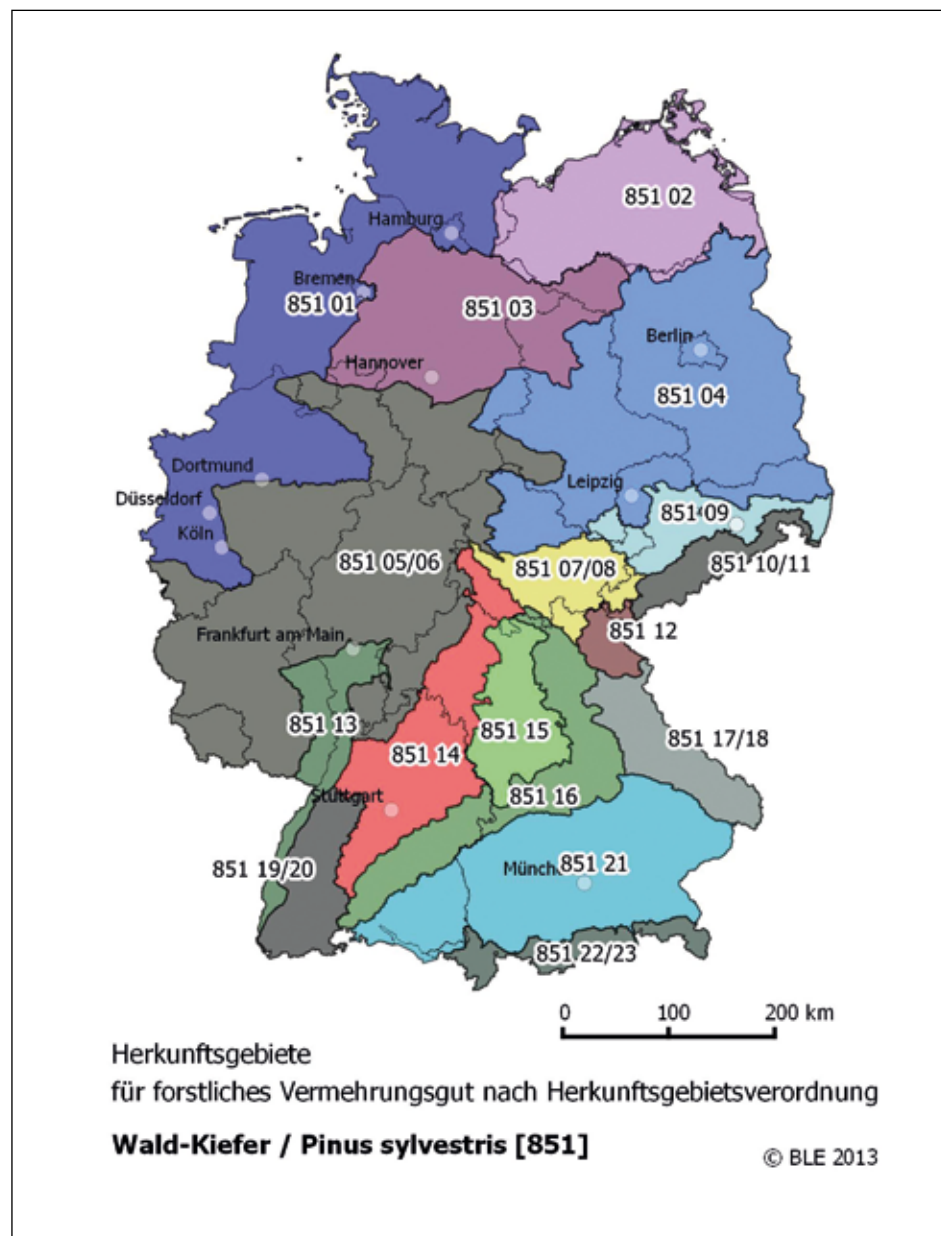 851 02
Hamburg
Bremen
851 01
851 03
Berlin
Hannover
851 04
Dortmund
Leipzig
Düsseldorf
851 09
Köln
851 05/06
851 07/08
851 10/11
Frankfurt am Main
851 12
851 13
851 14
851 15
851 17/18
Stuttgart
851 16
851 19/20
Münch
851 21
851 22/23
0 100 200 km
Herkunftsgebiete
für forstliches Vermehrungsgut nach Herkunftsgebietsverordnung
Wald-Kiefer / Pinus sylvestris [851]
© BLE 2013